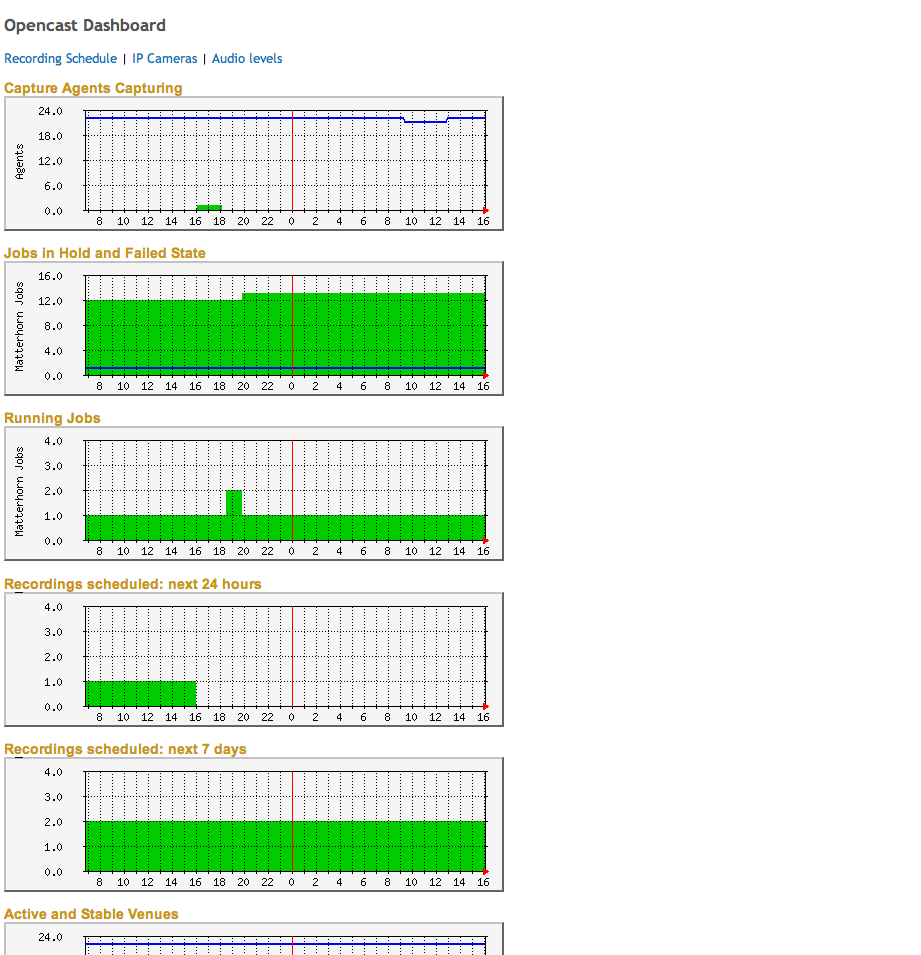 Opencast Dashboard
Recording Schedule | IP Cameras | Audio levels
Capture Agents Capturing
24.0
18.0
12.0
6.0
0.0
Agents
8 10 12 14 16 18 20 22 0 2 4 6 8 10 12 14 16
Jobs in Hold and Failed State
16.0
12.0
8.0
4.0
0.0
Matterhorn Jobs
8 10 12 14 16 18 20 22 0 2 4 6 8 10 12 14 16
Running Jobs
4.0
3.0
2.0
1.0
0.0
Matterhorn Jobs
8 10 12 14 16 18 20 22 0 2 4 6 8 10 12 14 16
Recordings scheduled: next 24 hours
4.0
3.0
2.0
1.0
0.0
8 10 12 14 16 18 20 22 0 2 4 6 8 10 12 14 16
Recordings scheduled: next 7 days
4.0
3.0
2.0
1.0
0.0
8 10 12 14 16 18 20 22 0 2 4 6 8 10 12 14 16
Active and Stable Venues
24.0